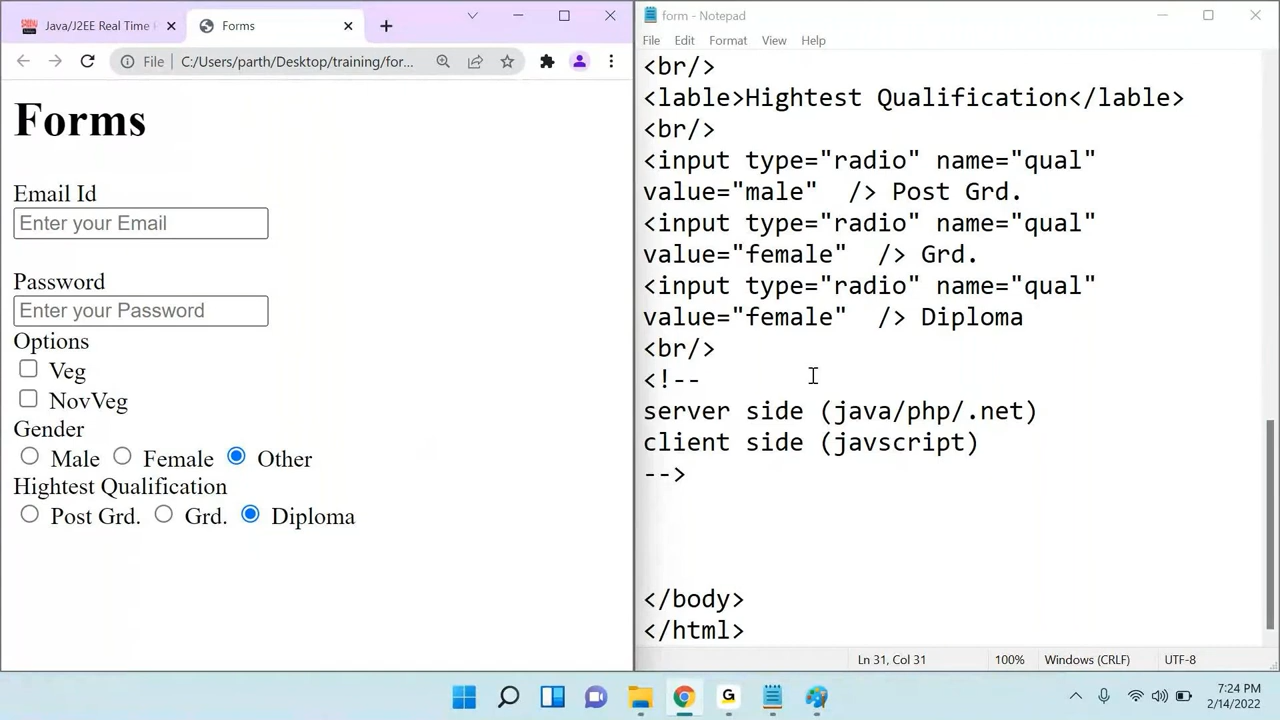 Java/J2EE Real Time
Forms
File
C:/Users/parth/Desktop/training/for...
Forms
Email Id
Enter your Email
Password
Enter your Password
Options
Veg
NovVeg
Gender
Male Female Other
Hightest Qualification
Post Grd. Grd. Diploma
form - Notepad
File Edit Format View Help
<br/>
<lable>Hightest Qualification</lable>
<br/>
<input type="radio" name="qual"
value="male"  /> Post Grd.
<input type="radio" name="qual"
value="female"  /> Grd.
<input type="radio" name="qual"
value="female"  /> Diploma
<br/>
<!--
server side (java/php/.net)
client side (javscript)
-->
</body>
</html>
Ln 31, Col 31 100% Windows (CRLF) UTF-8
G
7:24 PM
2/14/2022